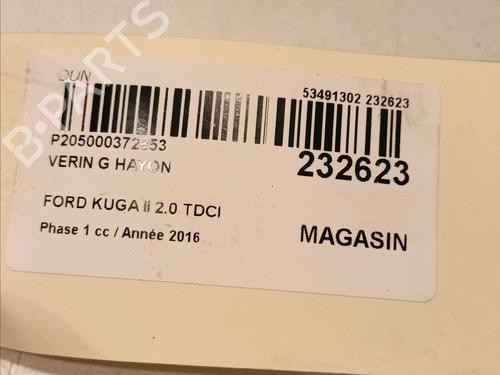 OUN
53491302 232623
P205000372353
232623
VERIN G HAYON
FORD KUGA II 2.0 TDCI
Phase 1 cc / Année 2016
MAGASIN
B-PARTS